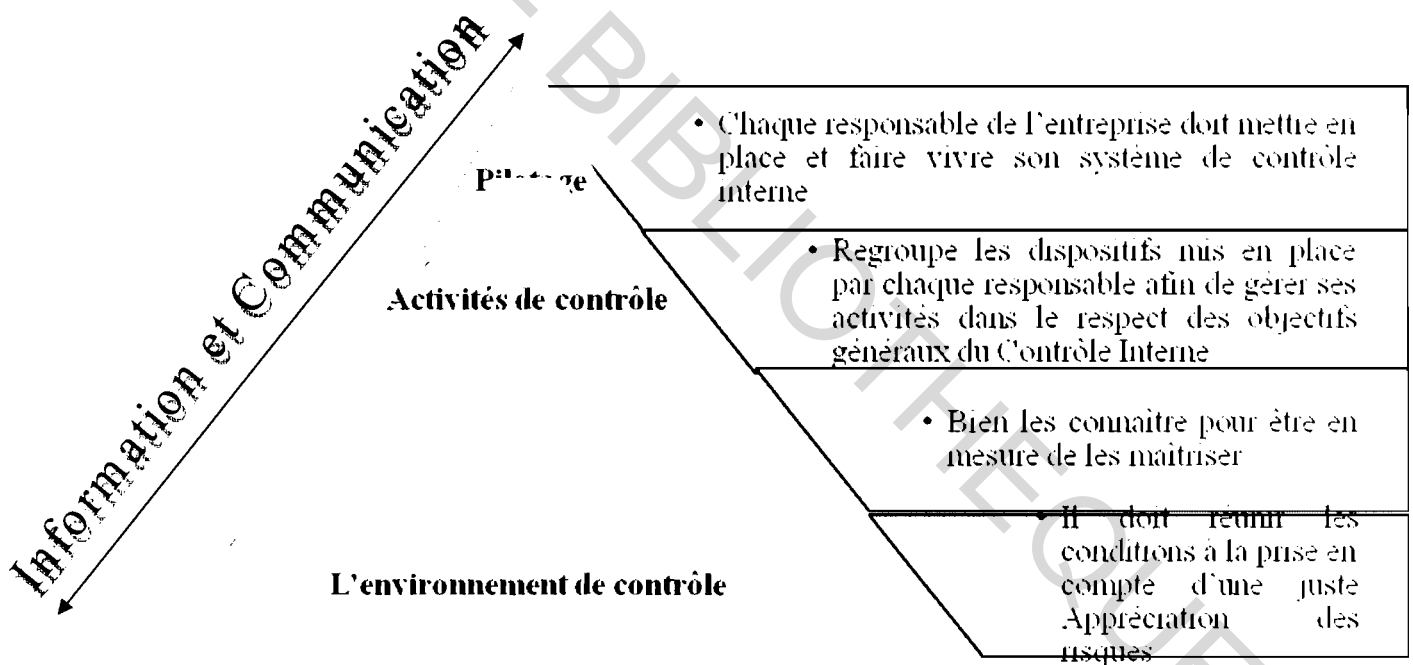 BIBLIOTHEQUE
Information et Communication
• Chaque responsable de l'entreprise doit mettre en
place et faire vivre son système de contrôle
interne
Pilotage
• Regroupe les dispositifs mis en place
par chaque responsable afin de gérer ses
activités dans le respect des objectifs
généraux du Contrôle Interne
Activités de contrôle
• Bien les connaître pour être en
mesure de les maîtriser
• Il doit réunir les
conditions à la prise en
compte d'une juste
Appréciation des
risques
L'environnement de contrôle